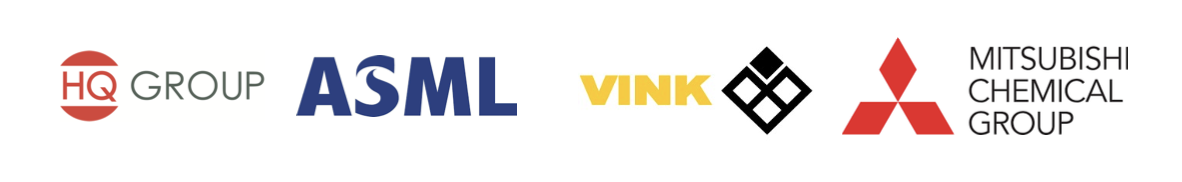 HQ GROUP
ASML
VINK
MITSUBISHI
CHEMICAL
GROUP